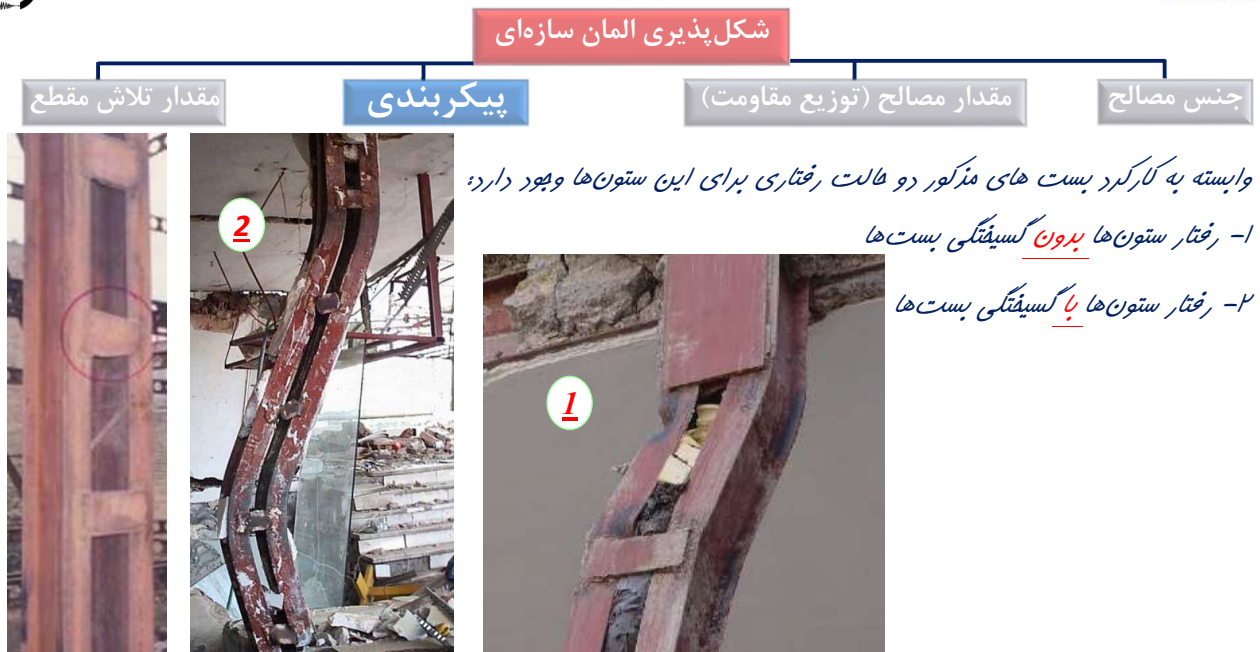 شکل‌پذیری المان سازه‌ای
جنس مصالح
مقدار مصالح (توزیع مقاومت)
پیکربندی
مقدار تلاش مقطع
وابسته به کارکرد بست های مذکور دو حالت رفتاری برای این ستون‌ها وجود دارد:
۱- رفتار ستون‌ها بدون گسیختگی بست‌ها
۲- رفتار ستون‌ها با گسیختگی بست‌ها
2
1